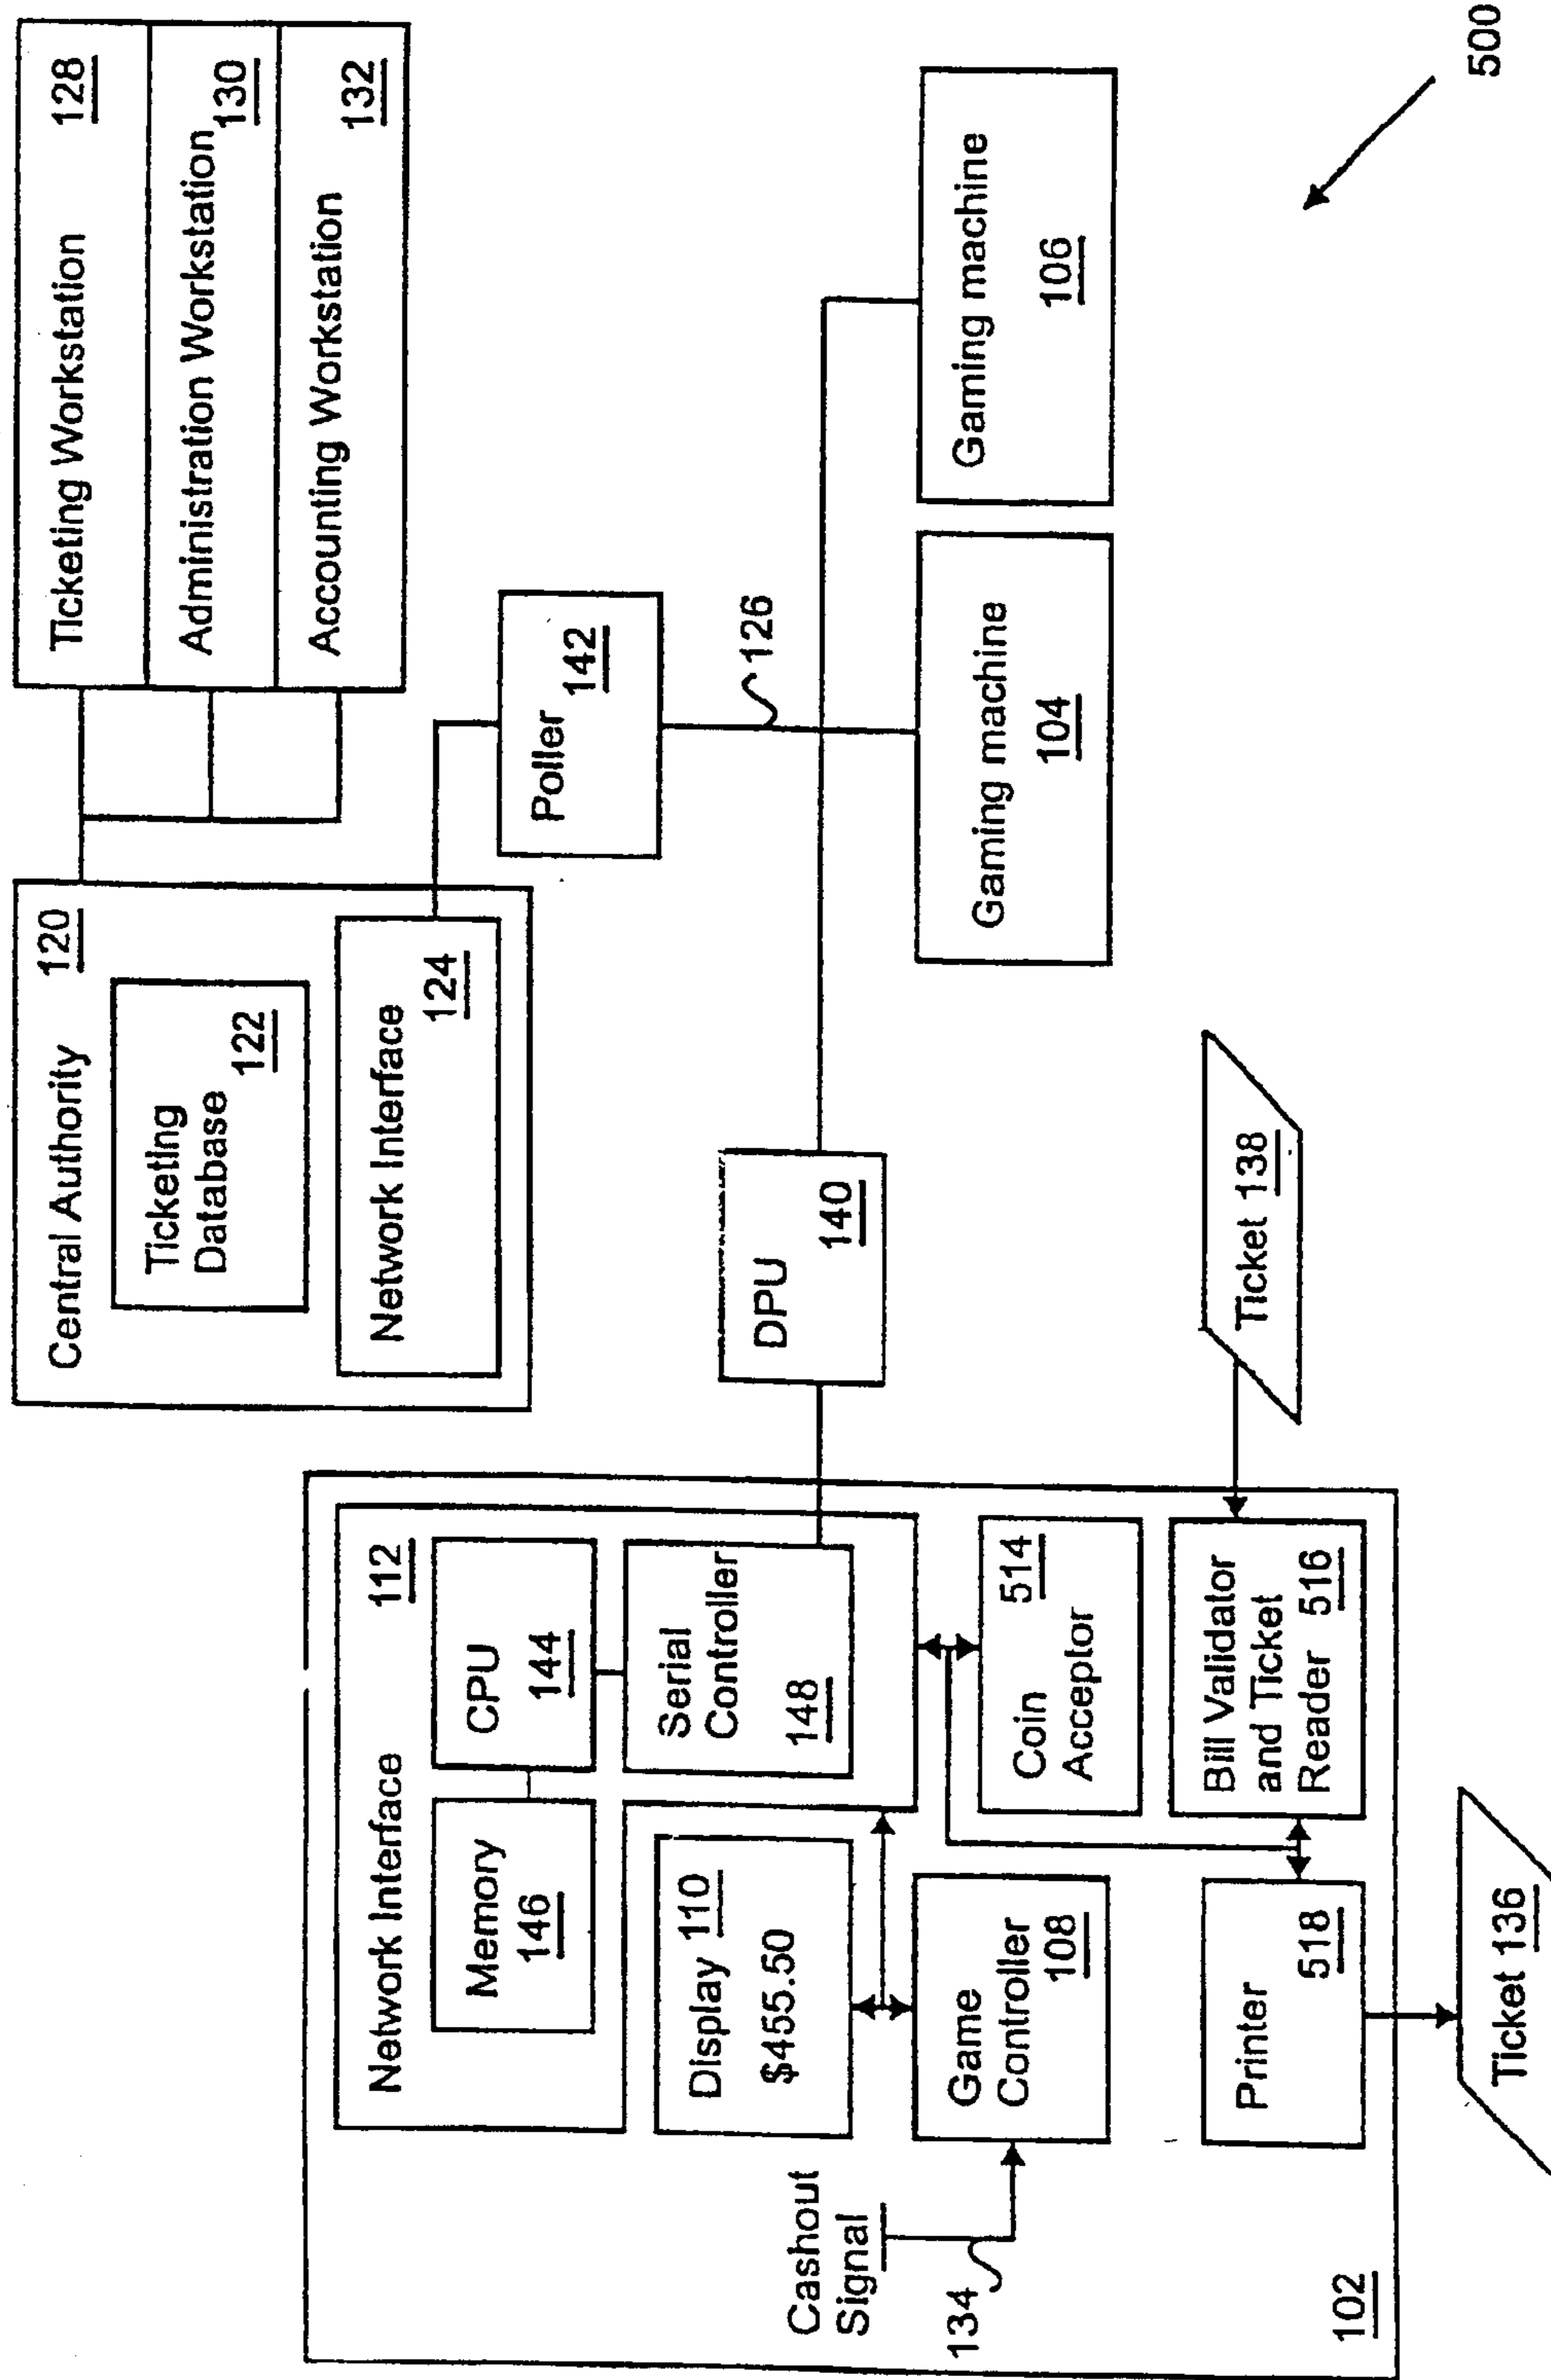 Central Authority 120
Ticketing
Database 122
Network Interface
124
Ticketing Workstation 128
Administration Workstation 130
Accounting Workstation 132
Poller 142
126
DPU 140
Gaming machine
104
Gaming machine
106
Network Interface 112
Memory
146
CPU
144
Serial
Controller
148
Display 110
$455.50
Game
Controller
108
Coin
Acceptor
514
Bill Validator
and Ticket
Reader 516
Printer
518
Cashout
Signal
134
102
Ticket 138
Ticket 136
500